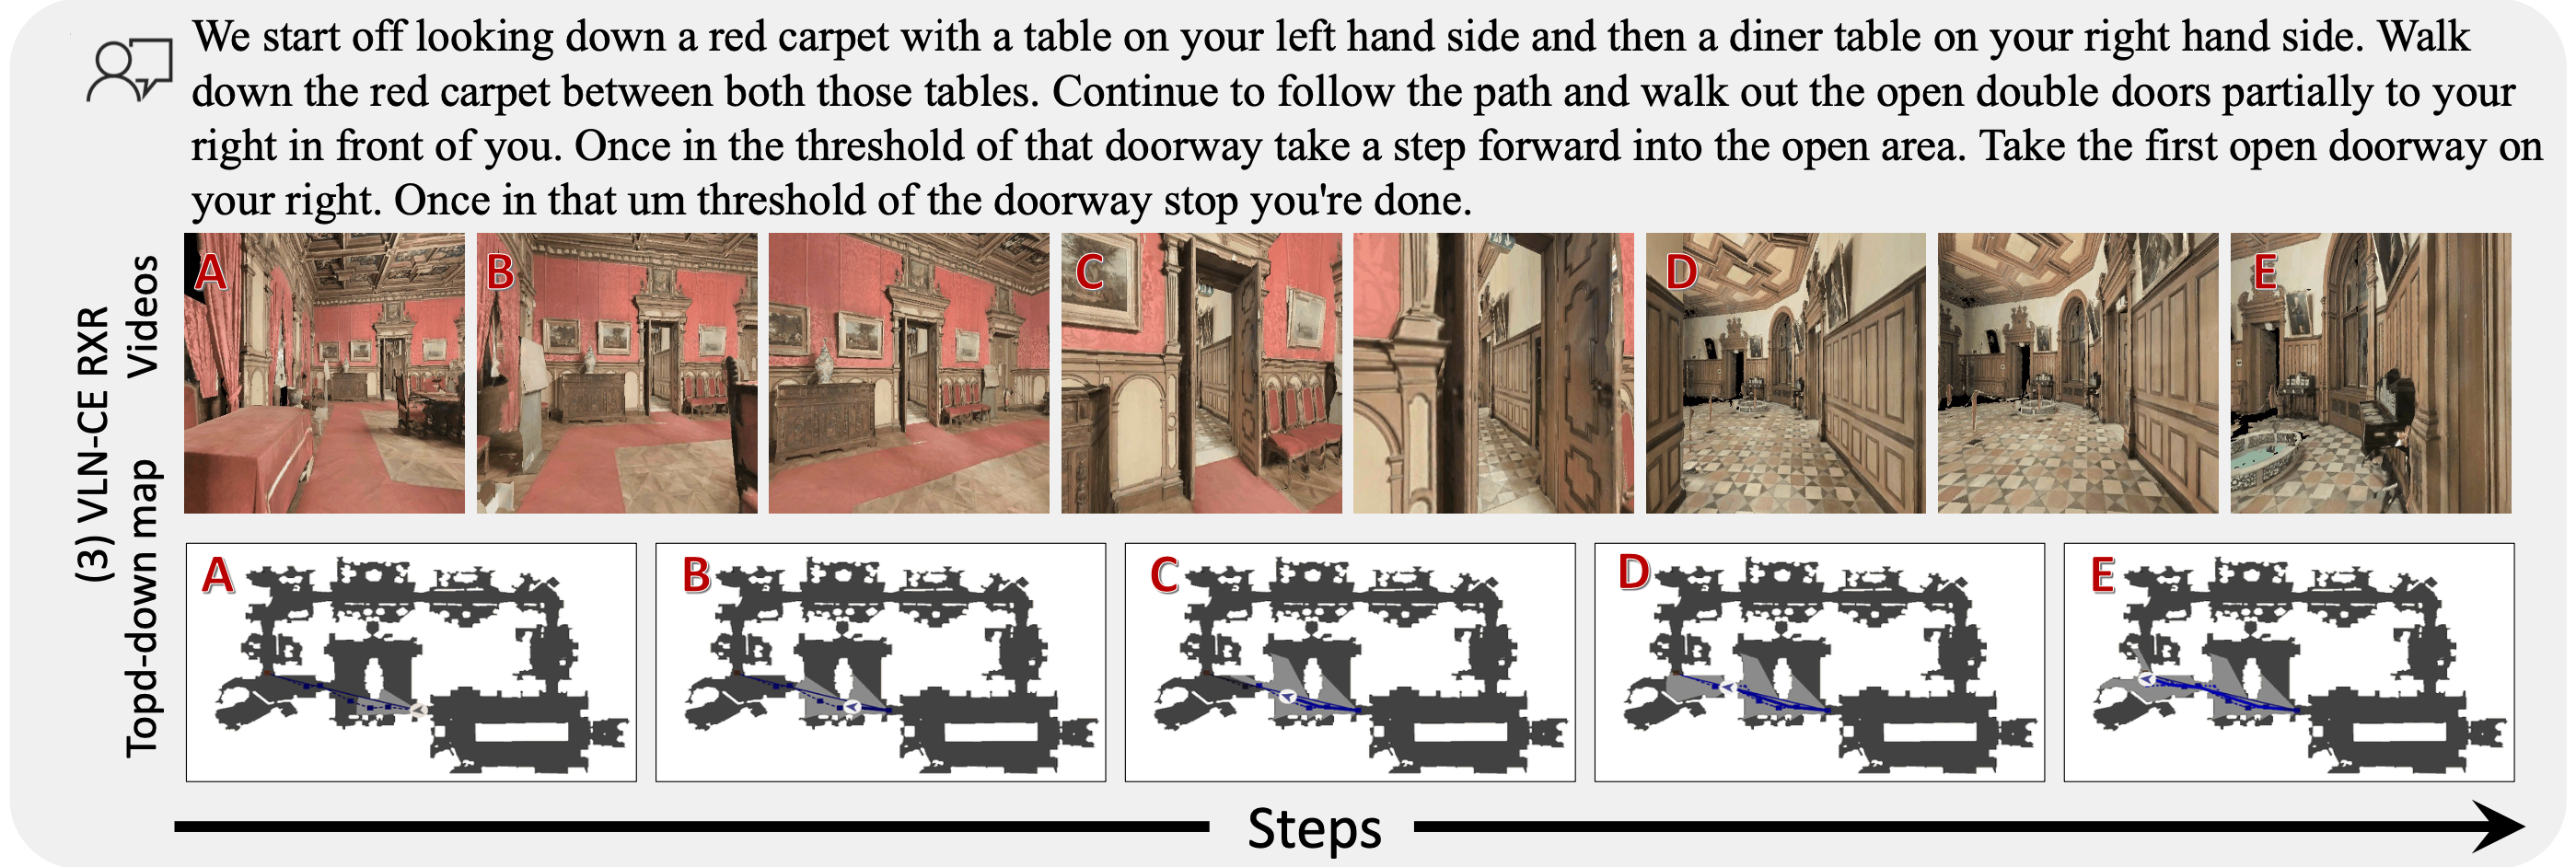 We start off looking down a red carpet with a table on your left hand side and then a diner table on your right hand side. Walk
down the red carpet between both those tables. Continue to follow the path and walk out the open double doors partially to your
right in front of you. Once in the threshold of that doorway take a step forward into the open area. Take the first open doorway on
your right. Once in that um threshold of the doorway stop you're done.
(3) VLN-CE RXR
Videos
A
B
C
D
E
Topd-down map
A
B
C
D
E
Steps